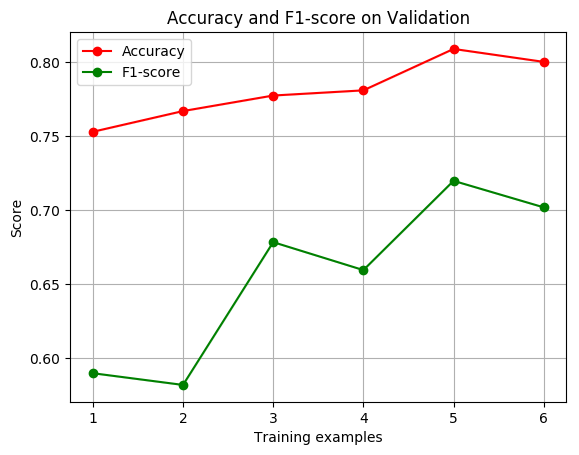 Accuracy and F1-score on Validation
Accuracy
F1-score
0.80
0.75
0.70
0.65
0.60
Score
1 2 3 4 5 6
Training examples